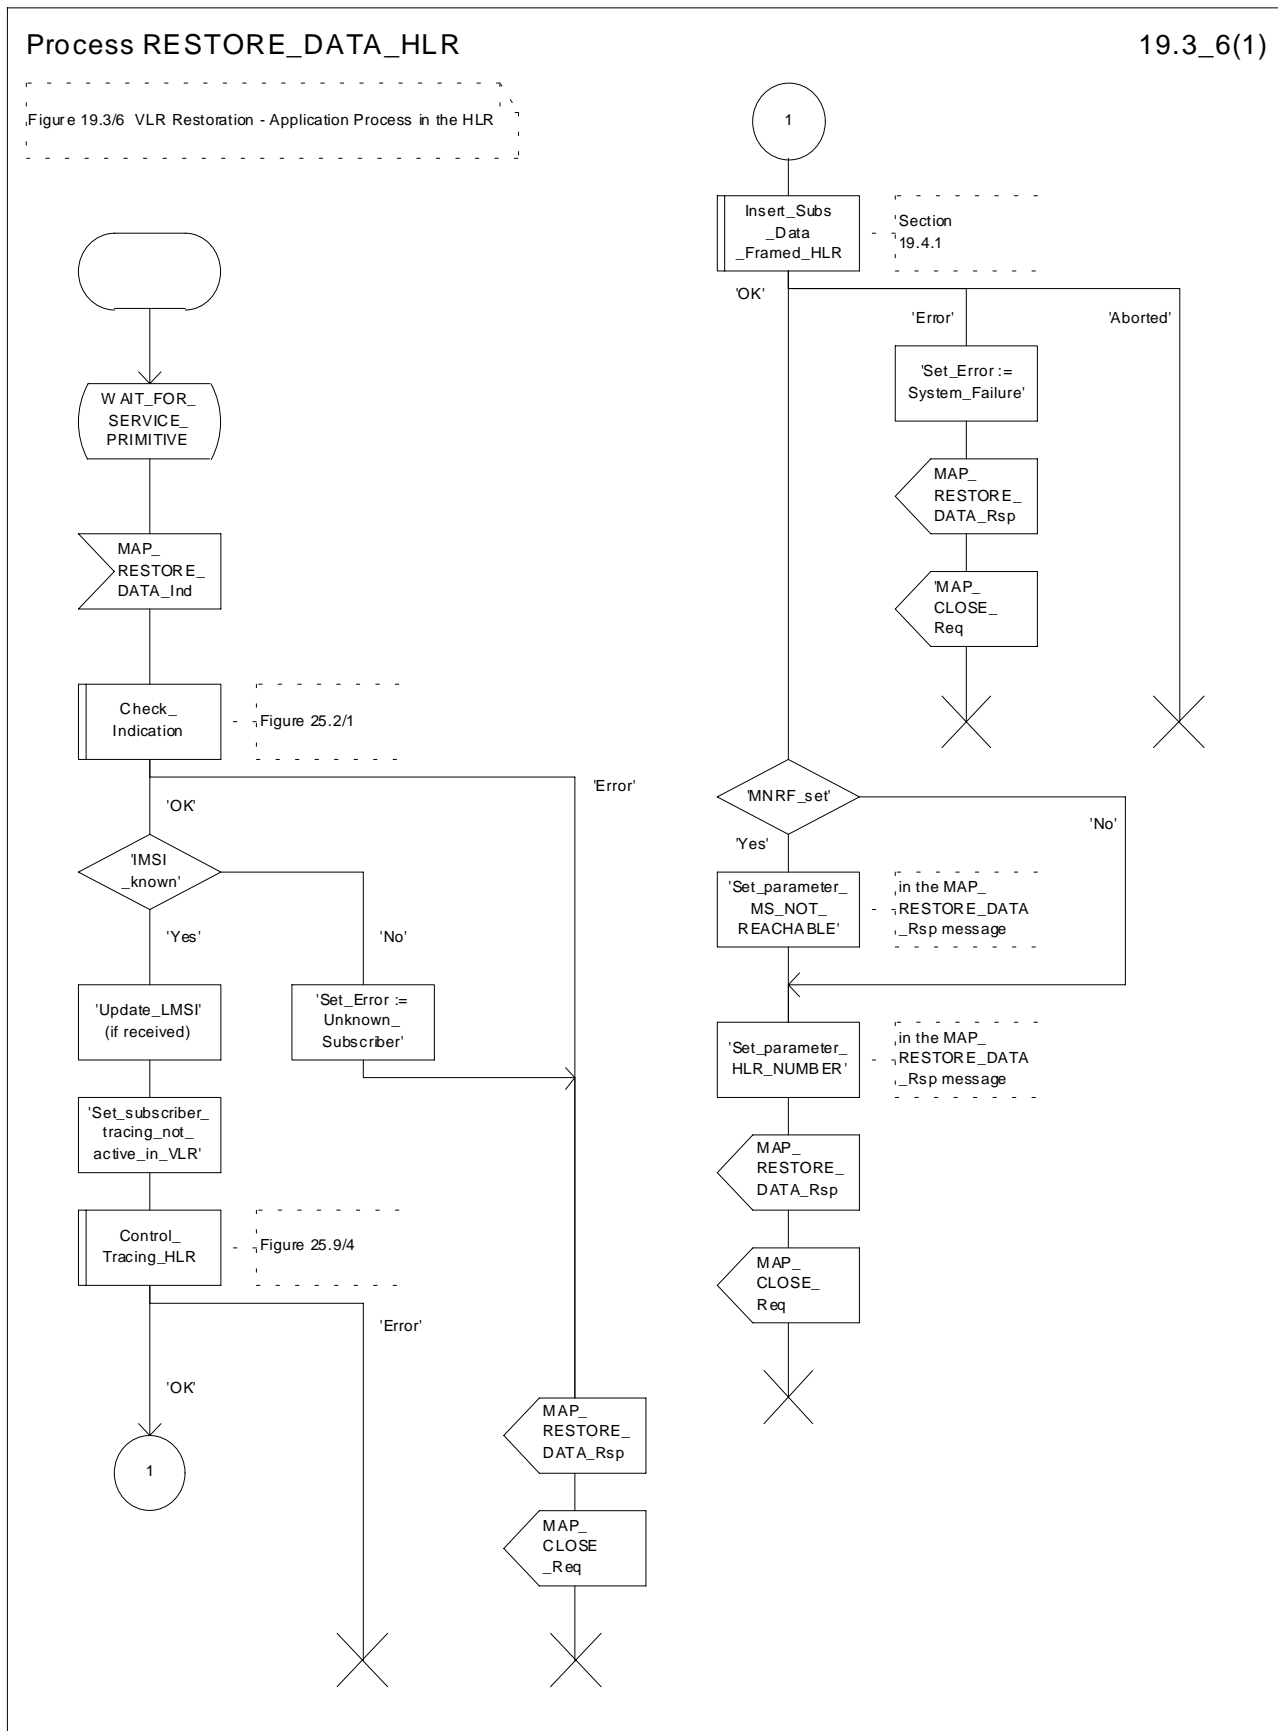 Process RESTORE_DATA_HLR
19.3_6(1)
Figure 19.3/6 VLR Restoration - Application Process in the HLR
WAIT_FOR_
SERVICE_
PRIMITIVE
MAP_
RESTORE_
DATA_Ind
Check_
Indication
Figure 25.2/1
'Error'
'OK'
'IMSI
_known'
'Yes'
'No'
'Update_LMSI'
(if received)
'Set_Error :=
Unknown_
Subscriber'
'Set_subscriber_
tracing_not_
active_in_VLR'
Control_
Tracing_HLR
Figure 25.9/4
'Error'
'OK'
1
MAP_
RESTORE_
DATA_Rsp
MAP_
CLOSE
_Req
1
Insert_Subs
_Data
_Framed_HLR
Section
19.4.1
'OK'
'Error'
'Aborted'
'Set_Error :=
System_Failure'
MAP_
RESTORE_
DATA_Rsp
'MAP_
CLOSE_
Req
'MNRF_set'
'No'
'Yes'
'Set_parameter_
MS_NOT_
REACHABLE'
in the MAP_
RESTORE_DATA
_Rsp message
'Set_parameter_
HLR_NUMBER'
in the MAP_
RESTORE_DATA
_Rsp message
MAP_
RESTORE_
DATA_Rsp
MAP_
CLOSE_
Req